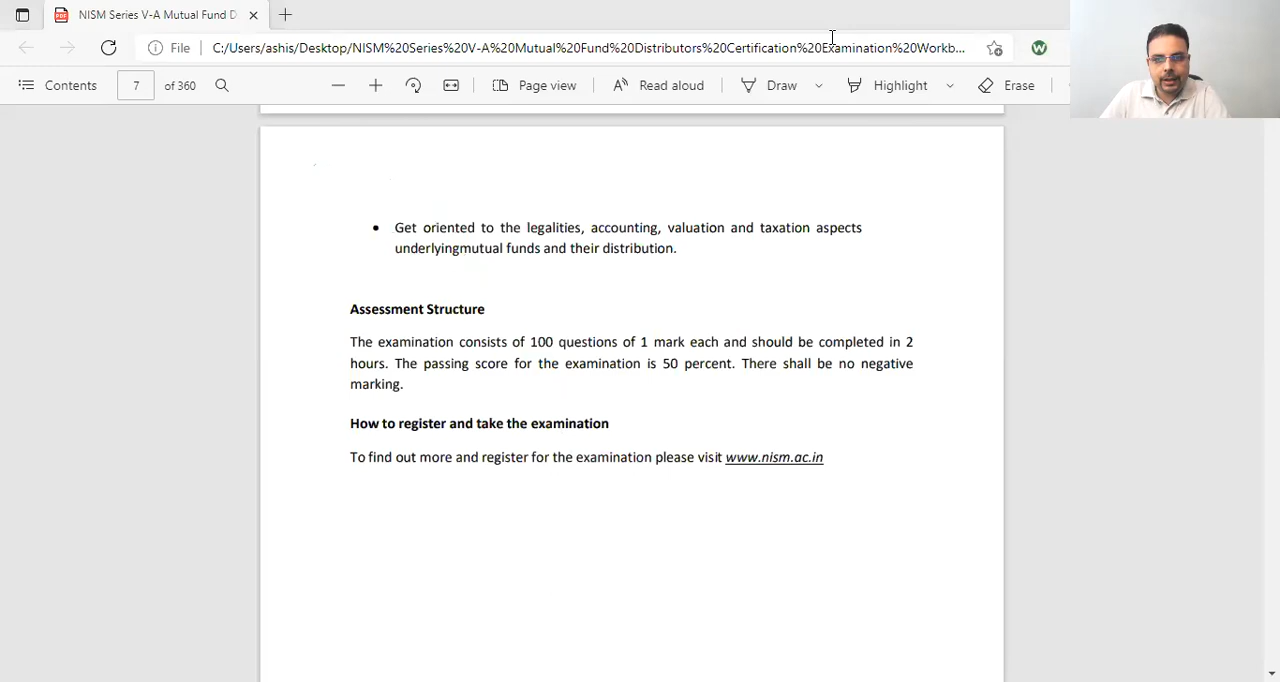 NISM Series V-A Mutual Fund D
File
C:/Users/ashis/Desktop/NISM%20Series%20V-A%20Mutual%20Fund%20Distributors%20Certification%20Examination%20Workb...
W
Contents
7
of 360
Page view
Read aloud
Draw
Highlight
Erase
• Get oriented to the legalities, accounting, valuation and taxation aspects
underlyingmutual funds and their distribution.
Assessment Structure
The examination consists of 100 questions of 1 mark each and should be completed in 2
hours. The passing score for the examination is 50 percent. There shall be no negative
marking.
How to register and take the examination
To find out more and register for the examination please visit www.nism.ac.in